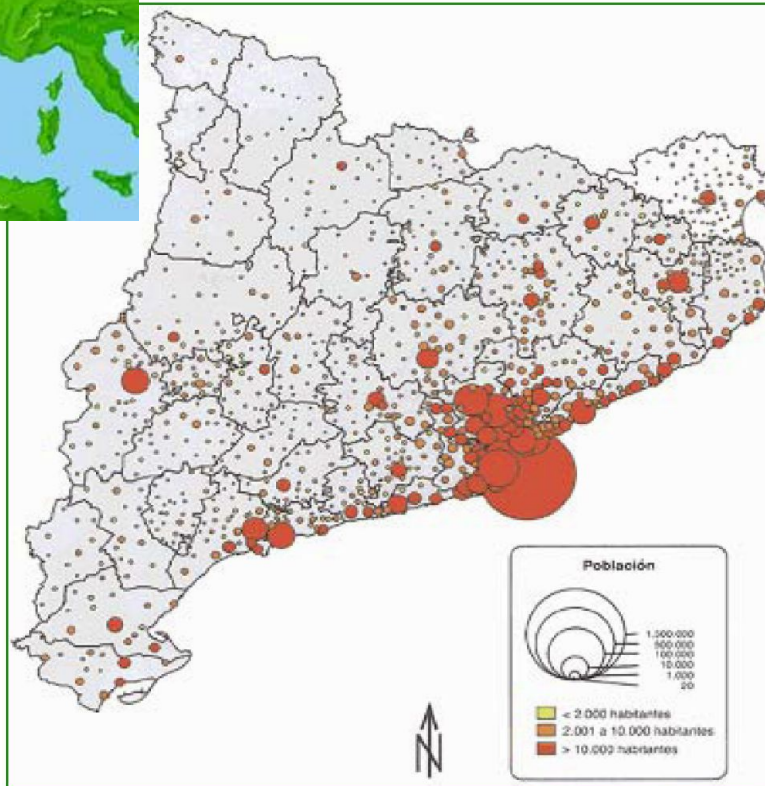 Población
1.500.000
500.000
100.000
10.000
1.000
20
< 2.000 habitantes
2.001 a 10.000 habitantes
> 10.000 habitantes
N